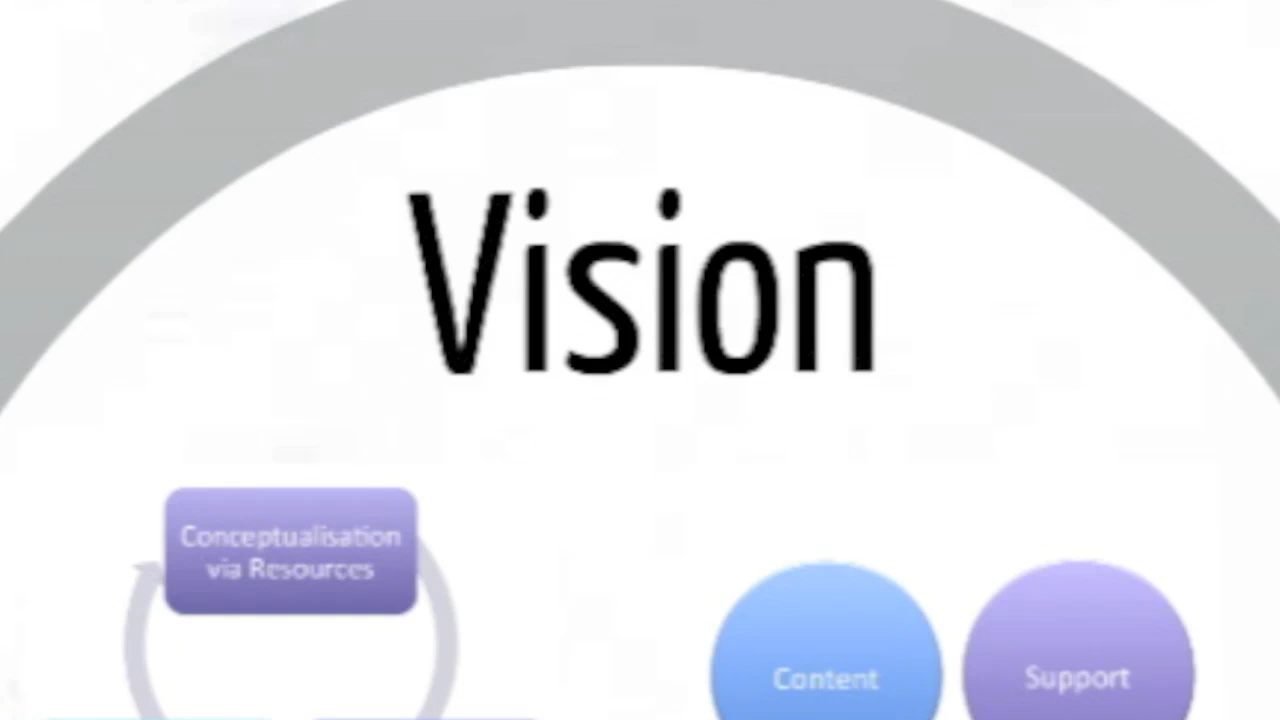 Vision
Conceptualisation
via Resources
Content
Support